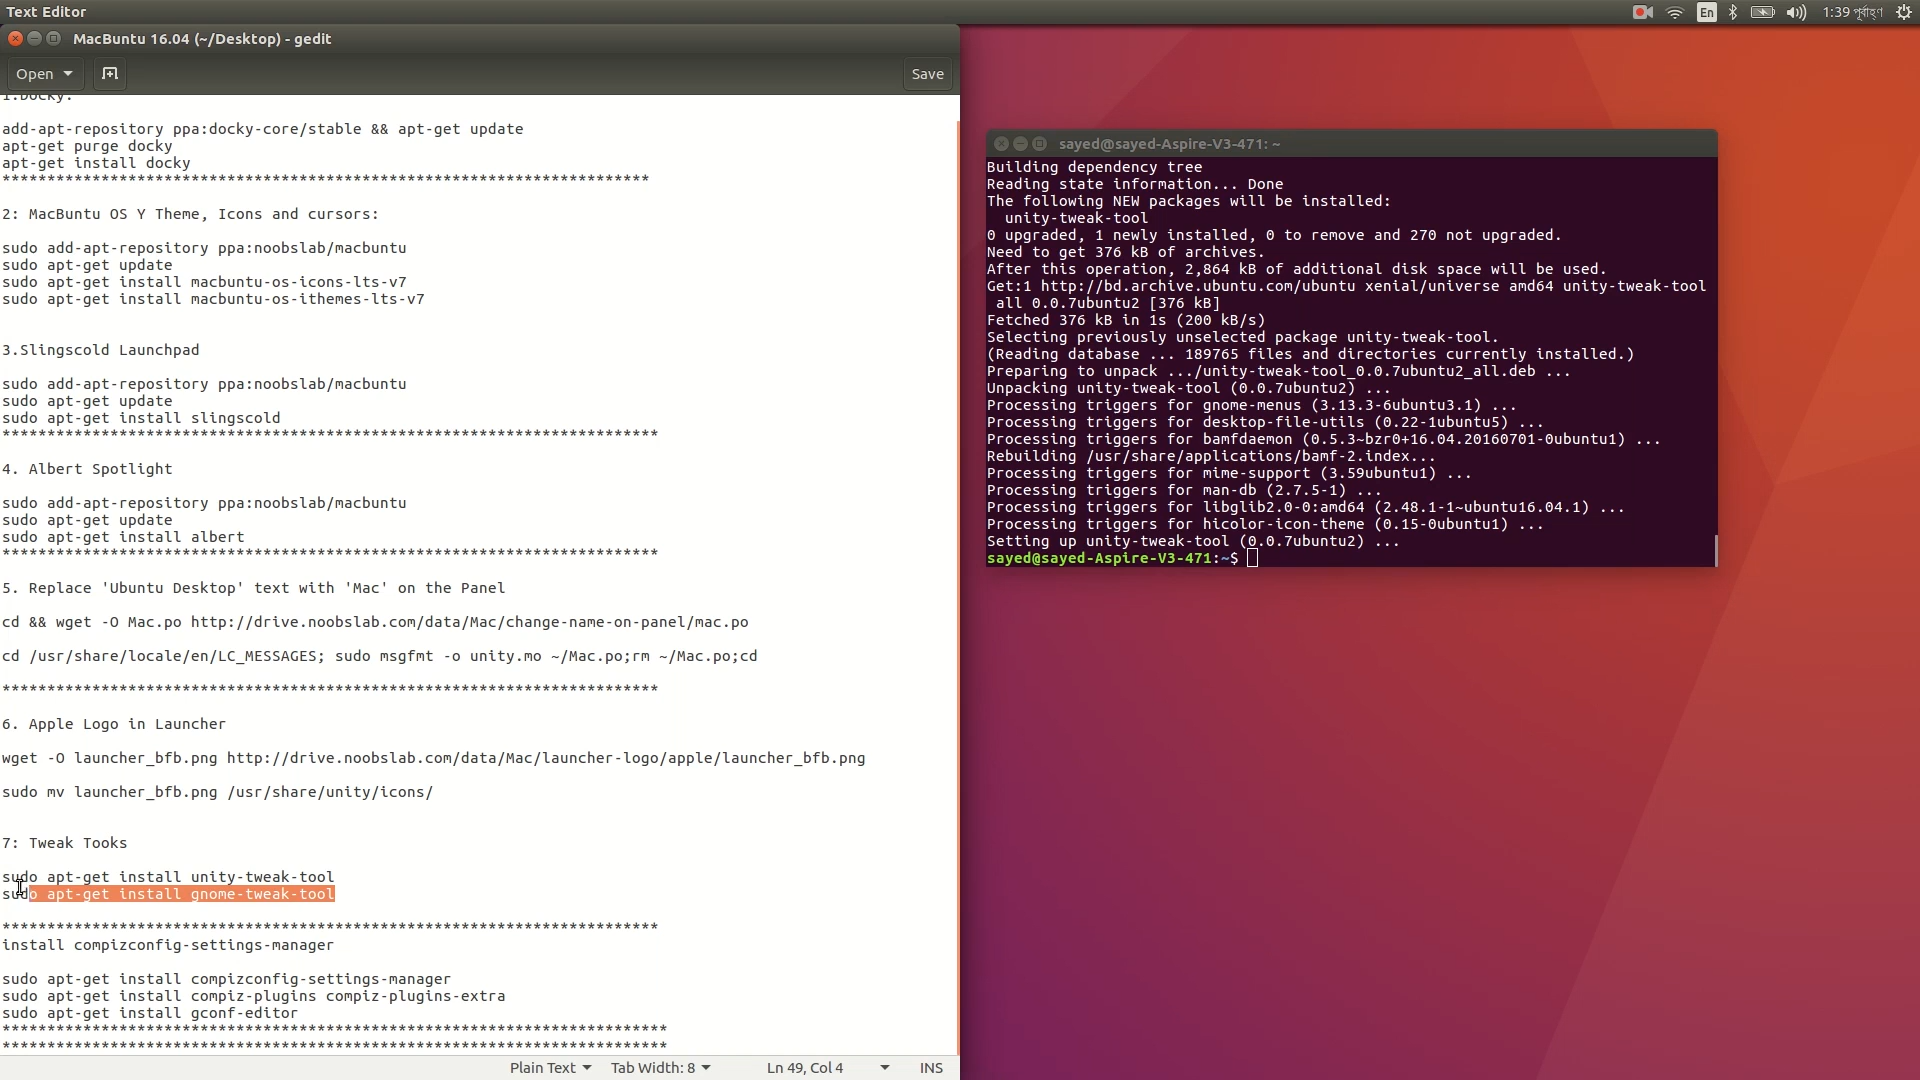 Text Editor
En
1:39 পূর্বাহ্ণ
MacBuntu 16.04 (~/Desktop) - gedit
Open
Save
1.Docky:
add-apt-repository ppa:docky-core/stable && apt-get update
apt-get purge docky
apt-get install docky
************************************************************************
2: MacBuntu OS Y Theme, Icons and cursors:
sudo add-apt-repository ppa:noobslab/macbuntu
sudo apt-get update
sudo apt-get install macbuntu-os-icons-lts-v7
sudo apt-get install macbuntu-os-ithemes-lts-v7
3.Slingscold Launchpad
sudo add-apt-repository ppa:noobslab/macbuntu
sudo apt-get update
sudo apt-get install slingscold
*************************************************************************
4. Albert Spotlight
sudo add-apt-repository ppa:noobslab/macbuntu
sudo apt-get update
sudo apt-get install albert
*************************************************************************
5. Replace 'Ubuntu Desktop' text with 'Mac' on the Panel
cd && wget -O Mac.po http://drive.noobslab.com/data/Mac/change-name-on-panel/mac.po
cd /usr/share/locale/en/LC_MESSAGES; sudo msgfmt -o unity.mo ~/Mac.po;rm ~/Mac.po;cd
*************************************************************************
6. Apple Logo in Launcher
wget -O launcher_bfb.png http://drive.noobslab.com/data/Mac/launcher-logo/apple/launcher_bfb.png
sudo mv launcher_bfb.png /usr/share/unity/icons/
7: Tweak Tooks
sudo apt-get install unity-tweak-tool
sudo apt-get install gnome-tweak-tool
*************************************************************************
install compizconfig-settings-manager
sudo apt-get install compizconfig-settings-manager
sudo apt-get install compiz-plugins compiz-plugins-extra
sudo apt-get install gconf-editor
**************************************************************************
**************************************************************************
Plain Text
Tab Width: 8
Ln 49, Col 4
INS
sayed@sayed-Aspire-V3-471: ~
Building dependency tree
Reading state information... Done
The following NEW packages will be installed:
unity-tweak-tool
0 upgraded, 1 newly installed, 0 to remove and 270 not upgraded.
Need to get 376 kB of archives.
After this operation, 2,864 kB of additional disk space will be used.
Get:1 http://bd.archive.ubuntu.com/ubuntu xenial/universe amd64 unity-tweak-tool
all 0.0.7ubuntu2 [376 kB]
Fetched 376 kB in 1s (200 kB/s)
Selecting previously unselected package unity-tweak-tool.
(Reading database ... 189765 files and directories currently installed.)
Preparing to unpack .../unity-tweak-tool_0.0.7ubuntu2_all.deb ...
Unpacking unity-tweak-tool (0.0.7ubuntu2) ...
Processing triggers for gnome-menus (3.13.3-6ubuntu3.1) ...
Processing triggers for desktop-file-utils (0.22-1ubuntu5) ...
Processing triggers for bamfdaemon (0.5.3~bzr0+16.04.20160701-0ubuntu1) ...
Rebuilding /usr/share/applications/bamf-2.index...
Processing triggers for mime-support (3.59ubuntu1) ...
Processing triggers for man-db (2.7.5-1) ...
Processing triggers for libglib2.0-0:amd64 (2.48.1-1~ubuntu16.04.1) ...
Processing triggers for hicolor-icon-theme (0.15-0ubuntu1) ...
Setting up unity-tweak-tool (0.0.7ubuntu2) ...
sayed@sayed-Aspire-V3-471:~$